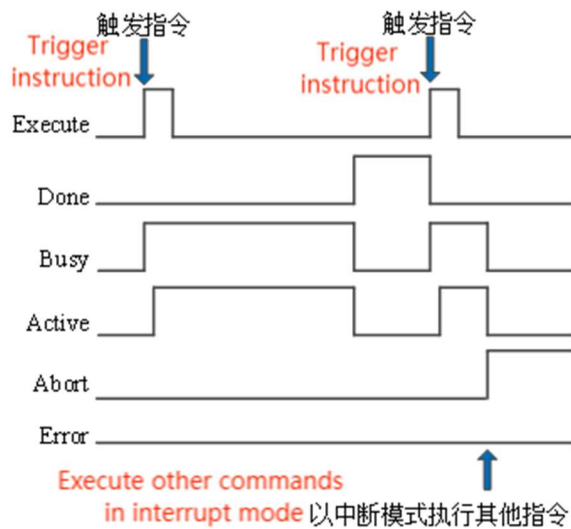 触发指令
Trigger
instruction
触发指令
Trigger
instruction
Execute
Done
Busy
Active
Abort
Error
Execute other commands
in interrupt mode 以中断模式执行其他指令